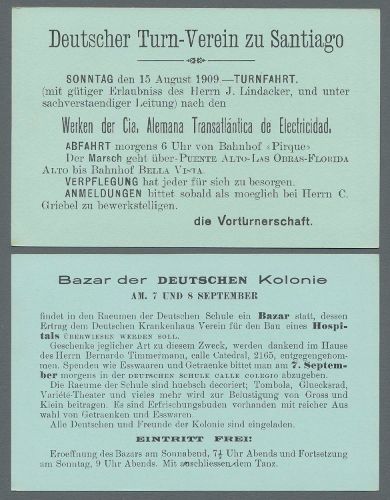 Deutscher Turn-Verein zu Santiago
SONNTAG den 15 August 1909.—TURNFAHRT.
(mit gütiger Erlaubniss des Herrn J. Lindacker, und unter
sachverstaendiger Leitung) nach den
Werken der Cia. Alemana Transatlántica de Electricidad.
ABFAHRT morgens 6 Uhr von Bahnhof «Pirque»
Der Marsch geht über-PUENTE ALTO-LAS OBRAS-FLORIDA
ALTO bis Bahnhof BELLA VISTA.
VERPFLEGUNG hat jeder für sich zu besorgen.
ANMELDUNGEN bittet sobald als moeglich bei Herrn C.
Griebel zu bewerkstelligen.
die Vorturnerschaft.
Bazar der DEUTSCHEN Kolonie
AM. 7 UND 8 SEPTEMBER
findet in den Raeumen der Deutschen Schule ein Bazar statt, dessen
Ertrag dem Deutschen Krankenhaus Verein für den Bau eines Hospi-
tals ÜBERWIESEN WERDEN SOLL.
Geschenke jeglicher Art zu diesem Zweck, werden dankend im Hause
des Herrn Bernardo Timmermann, calle Catedral, 2165, entgegengenom-
men. Spenden wie Esswaaren und Getraenke bittet man am 7. Septem-
ber morgens in der DEUTSCHEN SCHULE CALLE COLEGIO abzugeben.
Die Raeume der Schule sind huebsch decoriert; Tombola, Gluecksrad,
Variété-Theater und vieles mehr wird zur Belustigung von Gross und
Klein beitragen. Es sind Erfrischungsbuden vorhanden mit reicher Aus
wahl von Getraenken und Esswaren.
Alle Deutschen und Freunde der Kolonie sind eingeladen.
EINTRITT FREI!
Eroeffnung des Bazars am Sonnabend, 7½ Uhr Abends und Fortsetzung
am Sonntag, 9 Uhr Abends. Mit anschliessendem Tanz.